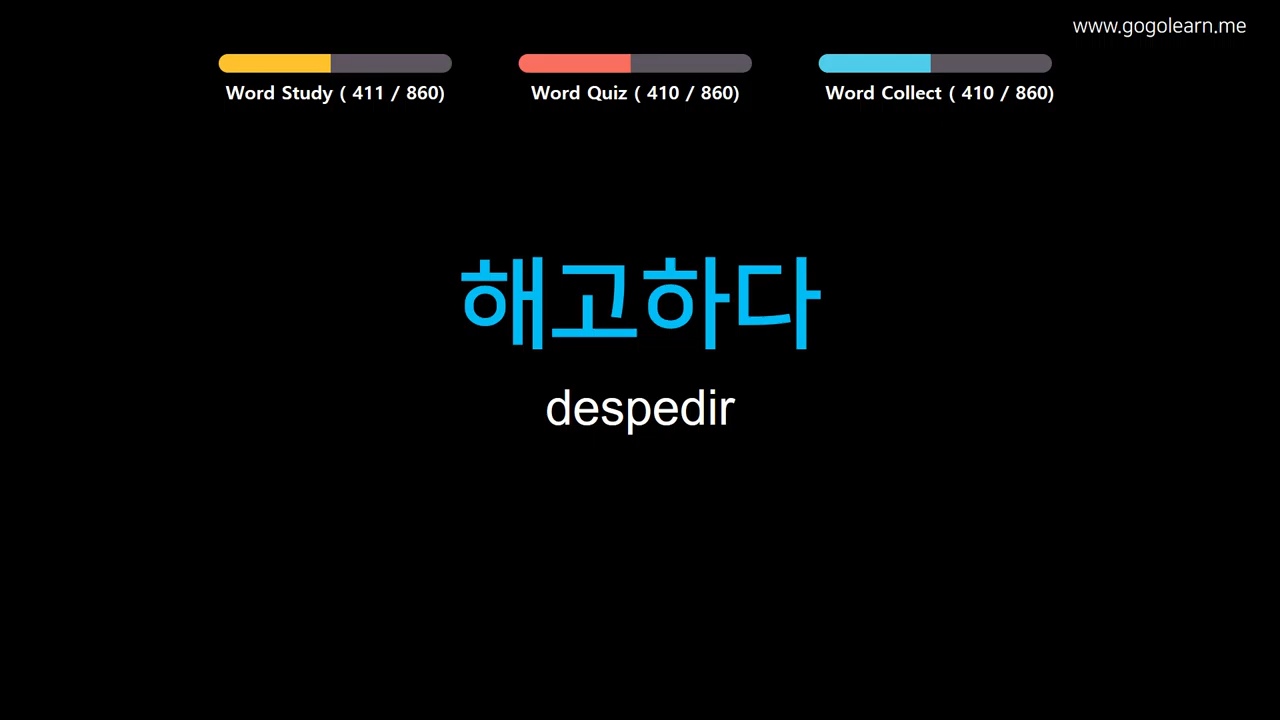 www.gogolearn.me
Word Study ( 411 / 860)
Word Quiz ( 410 / 860)
Word Collect ( 410 / 860)
해고하다
despedir